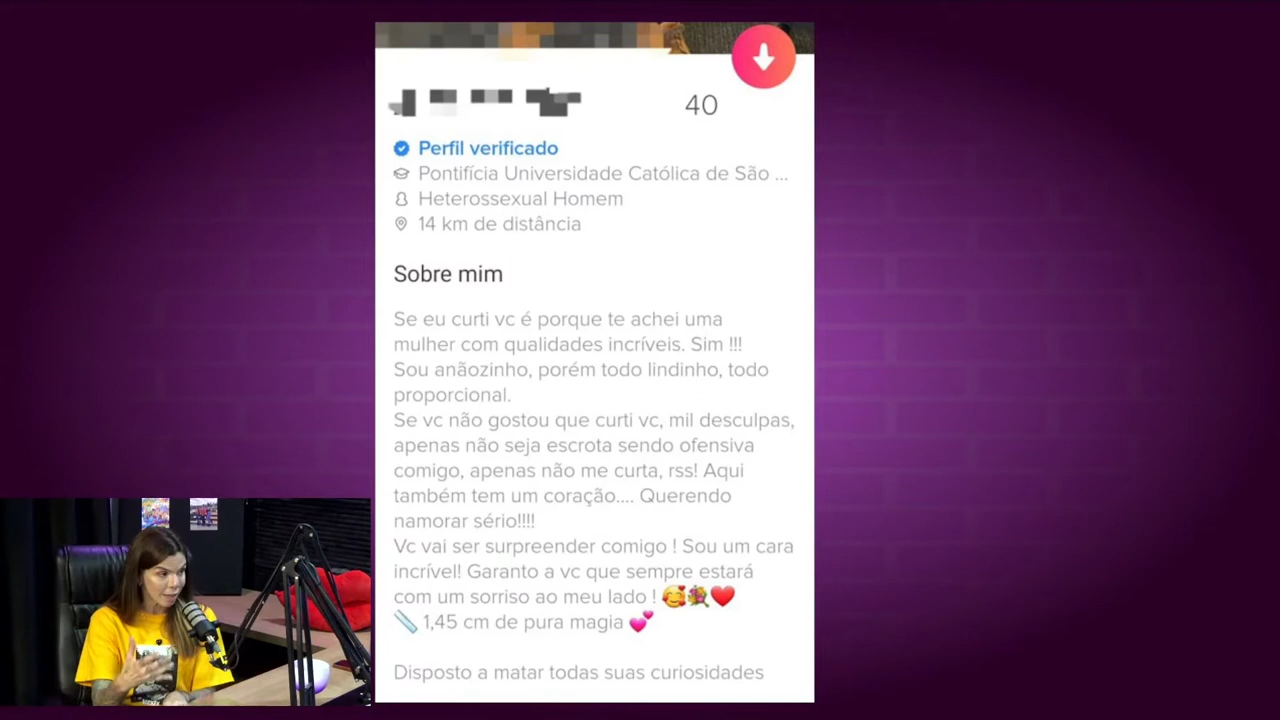 40
Perfil verificado
Pontifícia Universidade Católica de São ...
Heterossexual Homem
14 km de distância
Sobre mim
Se eu curti vc é porque te achei uma
mulher com qualidades incríveis. Sim !!!
Sou anãozinho, porém todo lindinho, todo
proporcional.
Se vc não gostou que curti vc, mil desculpas,
apenas não seja escrota sendo ofensiva
comigo, apenas não me curta, rss! Aqui
também tem um coração.... Querendo
namorar sério!!!!
Vc vai ser surpreender comigo ! Sou um cara
incrível! Garanto a vc que sempre estará
com um sorriso ao meu lado ! 🥰💐❤️
📏 1,45 cm de pura magia 💕
Disposto a matar todas suas curiosidades